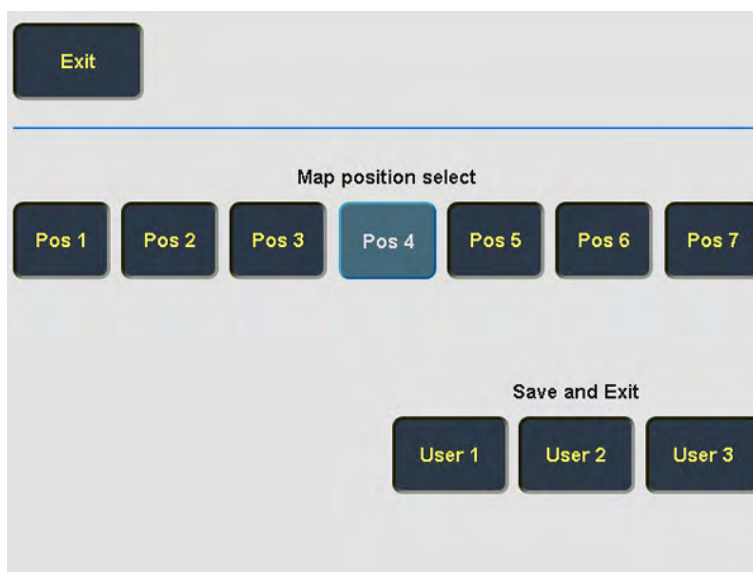 Exit
Map position select
Pos 1 Pos 2 Pos 3 Pos 4 Pos 5 Pos 6 Pos 7
Save and Exit
User 1 User 2 User 3